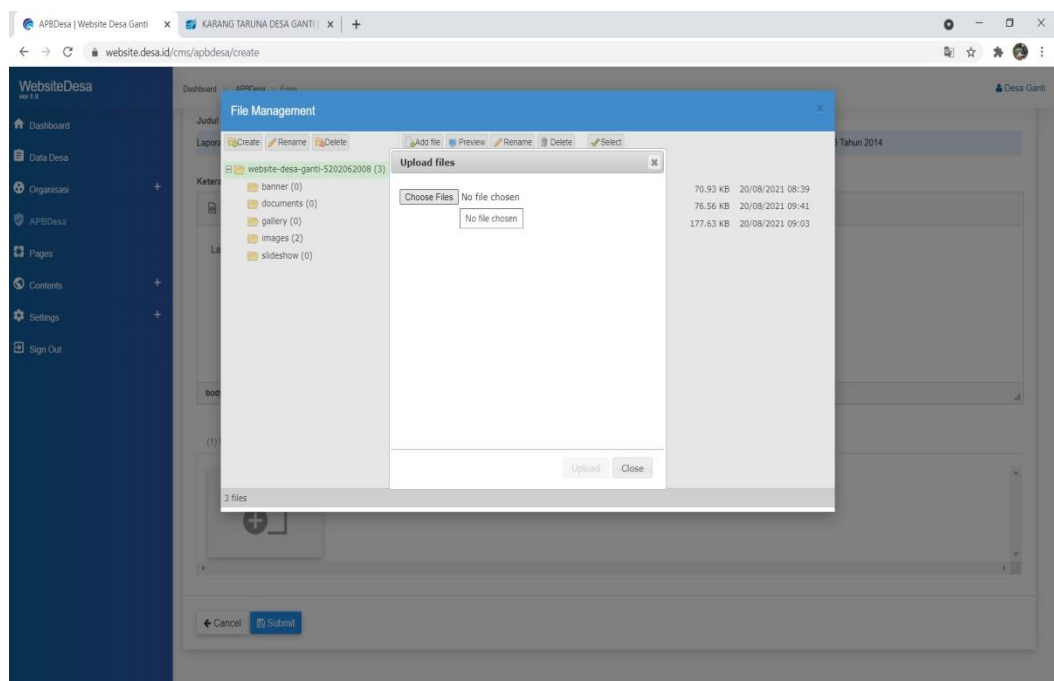 APBDesa | Website Desa Ganti
KARANG TARUNA DESA GANTI |
website.desa.id/cms/apbdesa/create
WebsiteDesa
ver 1.0
Dashboard
APBDesa
Form
Desa Ganti
Dashboard
Data Desa
Organisasi
APBDesa
Pages
Contents
Settings
Sign Out
Judul
Lapora
Tahun 2014
Ketera
La
body
(1)
File Management
x
Create Rename Delete
Add file Preview Rename Delete Select
website-desa-ganti-5202062008 (3)
banner (0)
documents (0)
gallery (0)
images (2)
slideshow (0)
Upload files
Choose Files No file chosen
No file chosen
70.93 KB 20/08/2021 08:39
76.56 KB 20/08/2021 09:41
177.63 KB 20/08/2021 09:03
Upload Close
3 files
Cancel Submit